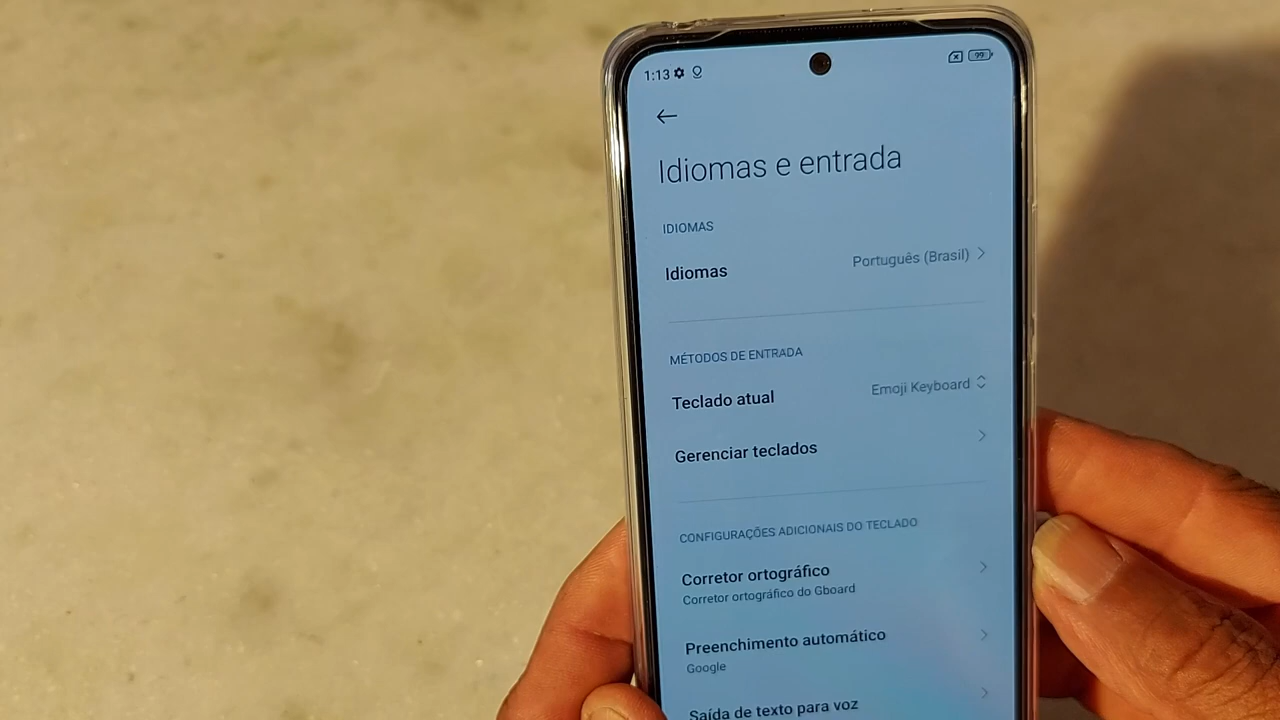 1:13
99
Idiomas e entrada
IDIOMAS
Idiomas
Português (Brasil)
MÉTODOS DE ENTRADA
Teclado atual
Emoji Keyboard
Gerenciar teclados
CONFIGURAÇÕES ADICIONAIS DO TECLADO
Corretor ortográfico
Corretor ortográfico do Gboard
Preenchimento automático
Google
Saída de texto para voz